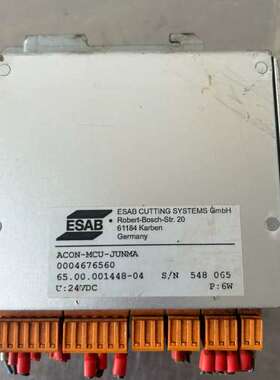 ESAB
ESAB CUTTING SYSTEMS GmbH
Robert-Bosch-Str. 20
61184 Karben
Germany
ACON-MCU-JUNMA
0004676560
65.00.001448-04 S/N 548 065
U:24VDC P:6W